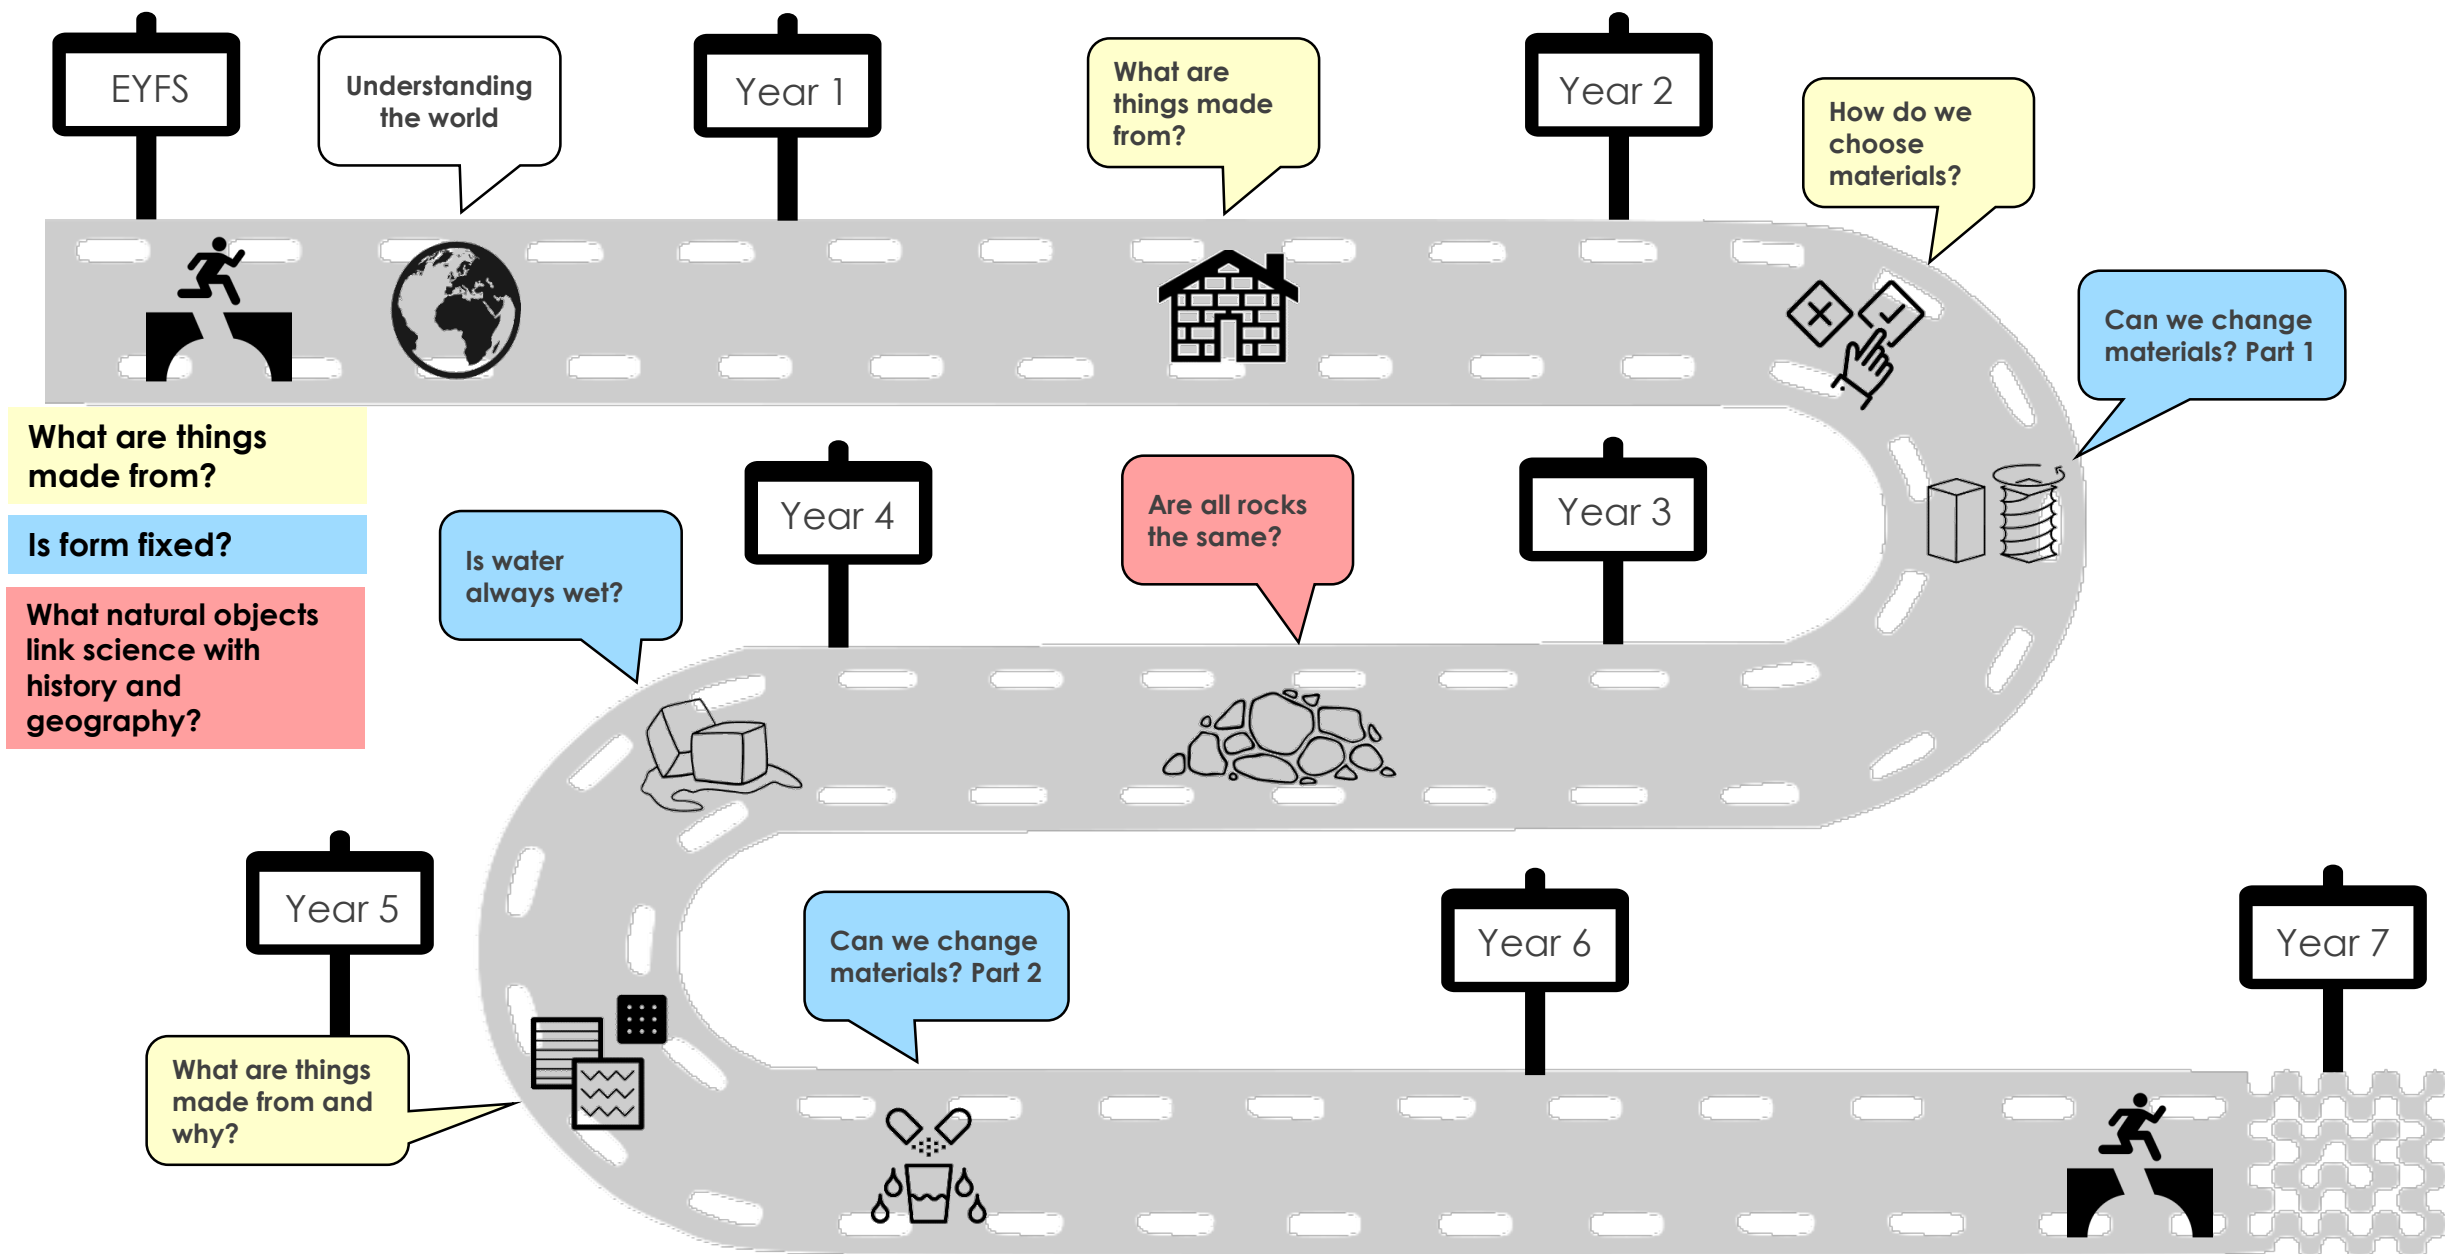 EYFS
Understanding
the world
Year 1
What are
things made
from?
Year 2
How do we
choose
materials?
Can we change
materials? Part 1
What are things
made from?
Is form fixed?
What natural objects
link science with
history and
geography?
Year 3
Are all rocks
the same?
Year 4
Is water
always wet?
Year 5
What are things
made from and
why?
Can we change
materials? Part 2
Year 6
Year 7